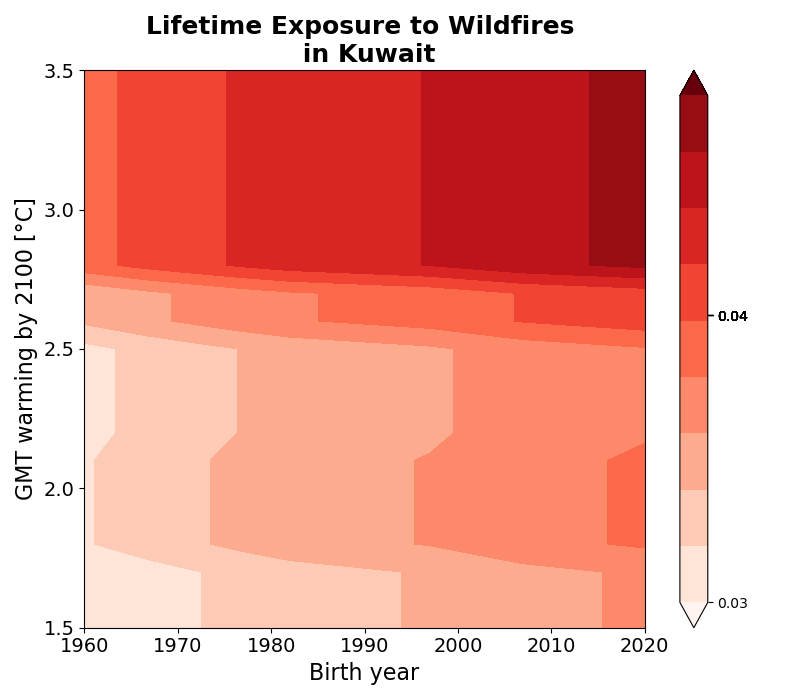 Lifetime Exposure to Wildfires
in Kuwait
3.5
3.0
2.5
2.0
1.5
GMT warming by 2100 [°C]
1960 1970 1980 1990 2000 2010 2020
Birth year
0.04
0.03